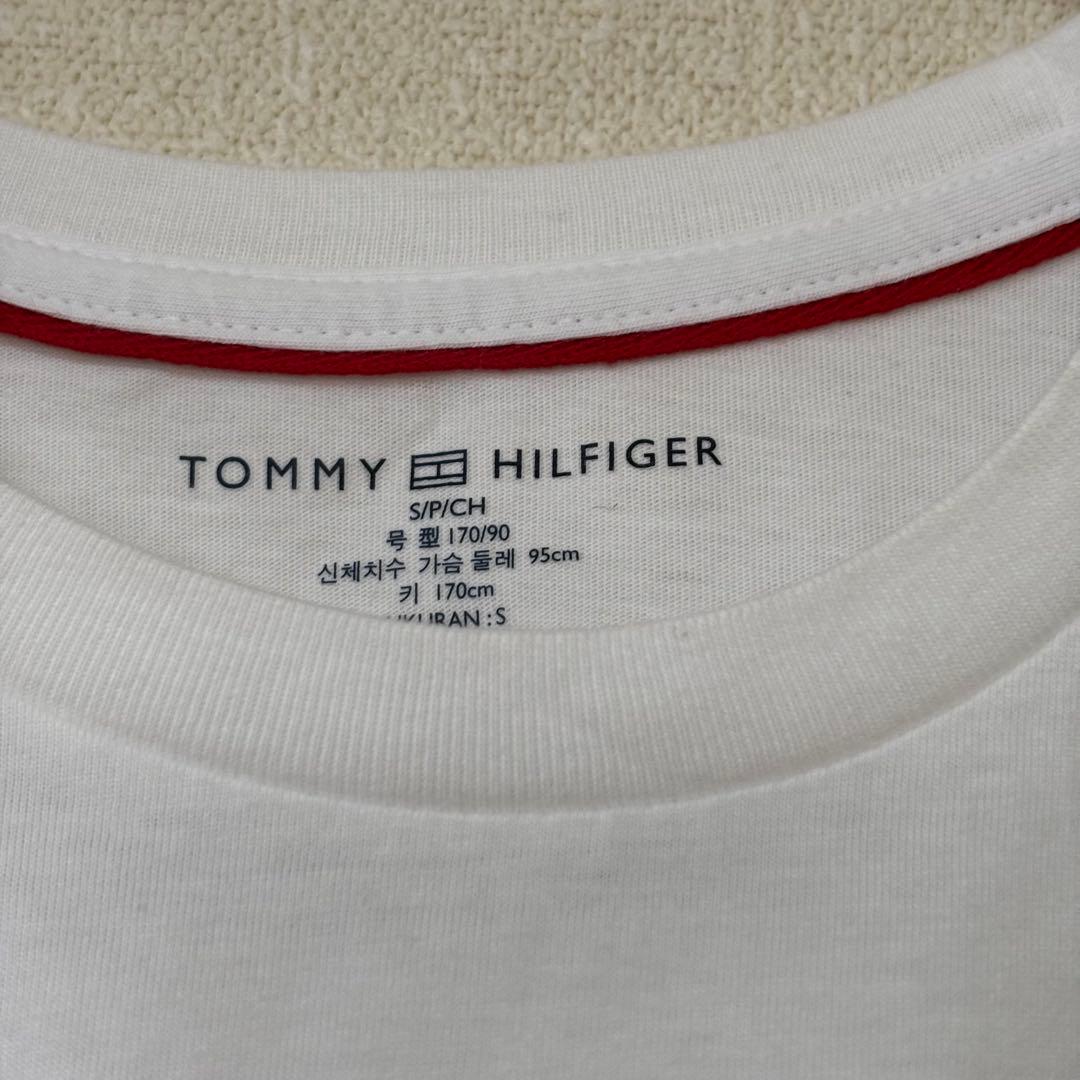 TOMMY HILFIGER
S/P/CH
号型 170/90
신체치수 가슴 둘레 95cm
키 170cm
UKURAN : S